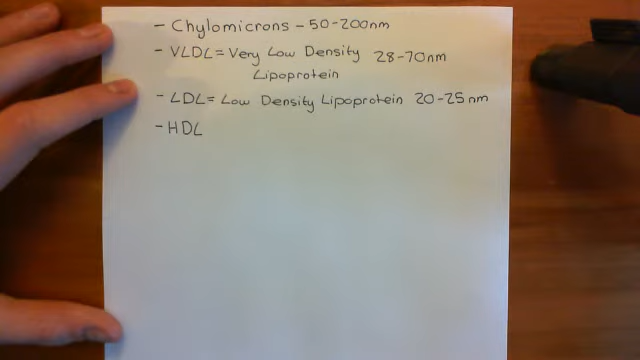 - Chylomicrons - 50-200nm
- VLDL = Very Low Density 28-70nm
Lipoprotein
- LDL = Low Density Lipoprotein 20-25nm
- HDL